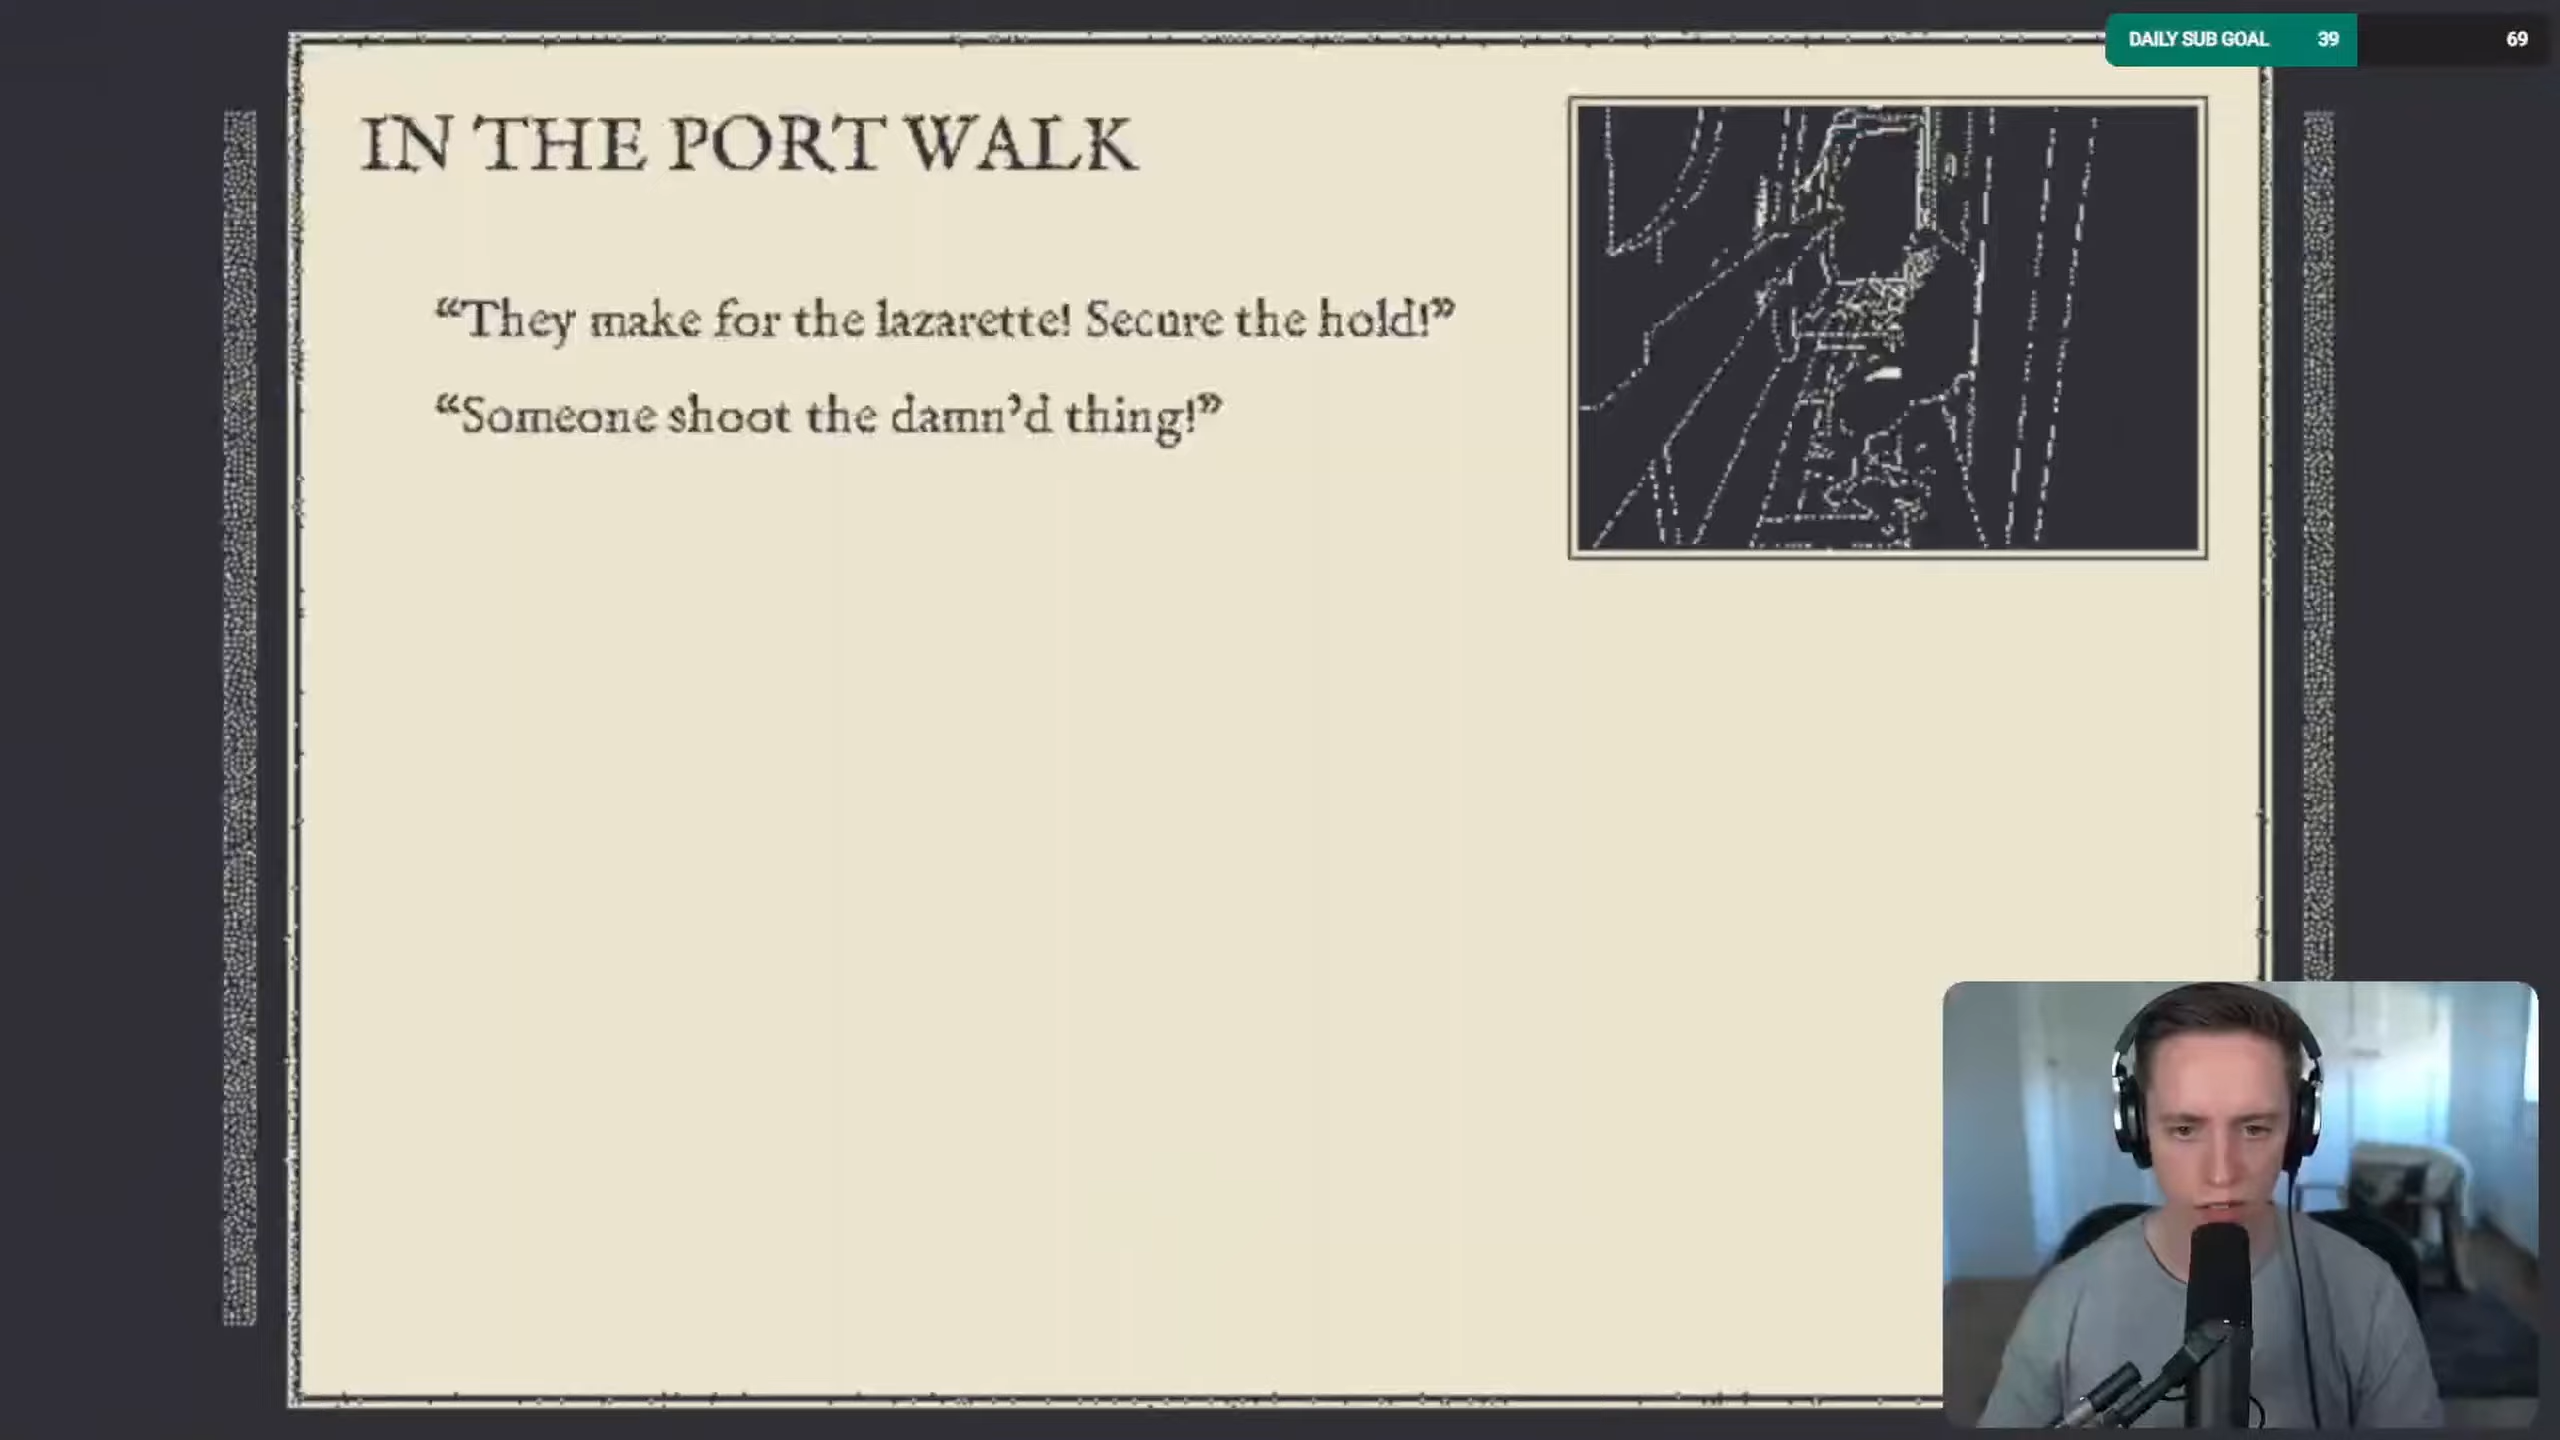 DAILY SUB GOAL 39 69
IN THE PORT WALK
“They make for the lazarette! Secure the hold!”
“Someone shoot the damn’d thing!”